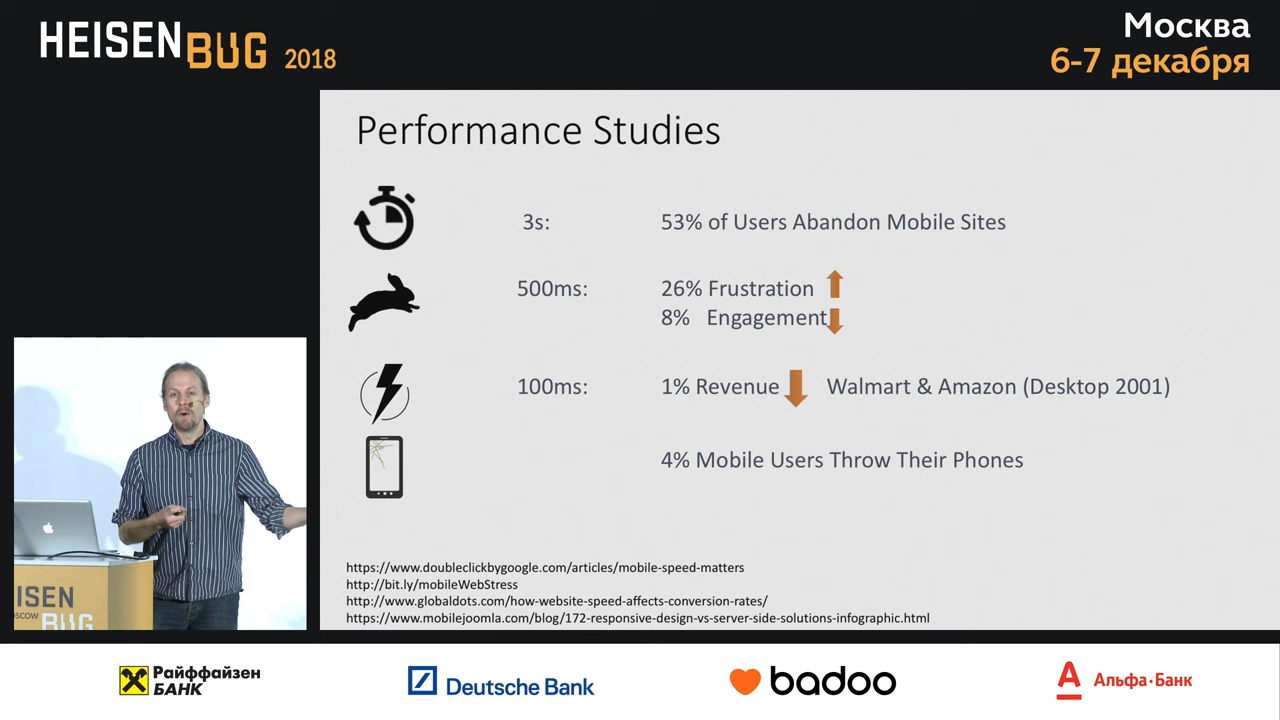 HEISENBUG 2018
Москва
6-7 декабря
Performance Studies
3s: 53% of Users Abandon Mobile Sites
500ms: 26% Frustration
8% Engagement
100ms: 1% Revenue Walmart & Amazon (Desktop 2001)
4% Mobile Users Throw Their Phones
https://www.doubleclickbygoogle.com/articles/mobile-speed-matters
http://bit.ly/mobileWebStress
http://www.globaldots.com/how-website-speed-affects-conversion-rates/
https://www.mobilejoomla.com/blog/172-responsive-design-vs-server-side-solutions-infographic.html
ISEN
SCOW
BUG
Райффайзен
БАНК
Deutsche Bank
badoo
Альфа·Банк